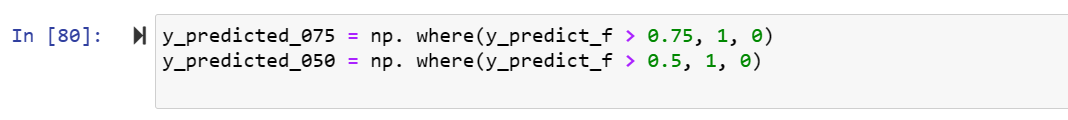 In [80]: y_predicted_075 = np. where(y_predict_f > 0.75, 1, 0)
y_predicted_050 = np. where(y_predict_f > 0.5, 1, 0)